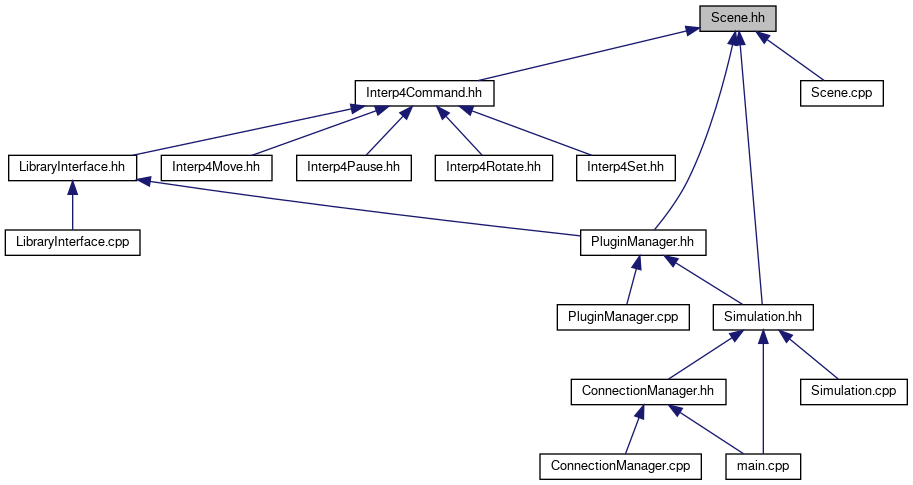 Scene.hh
Interp4Command.hh
Scene.cpp
LibraryInterface.hh
Interp4Move.hh
Interp4Pause.hh
Interp4Rotate.hh
Interp4Set.hh
LibraryInterface.cpp
PluginManager.hh
PluginManager.cpp
Simulation.hh
ConnectionManager.hh
Simulation.cpp
ConnectionManager.cpp
main.cpp